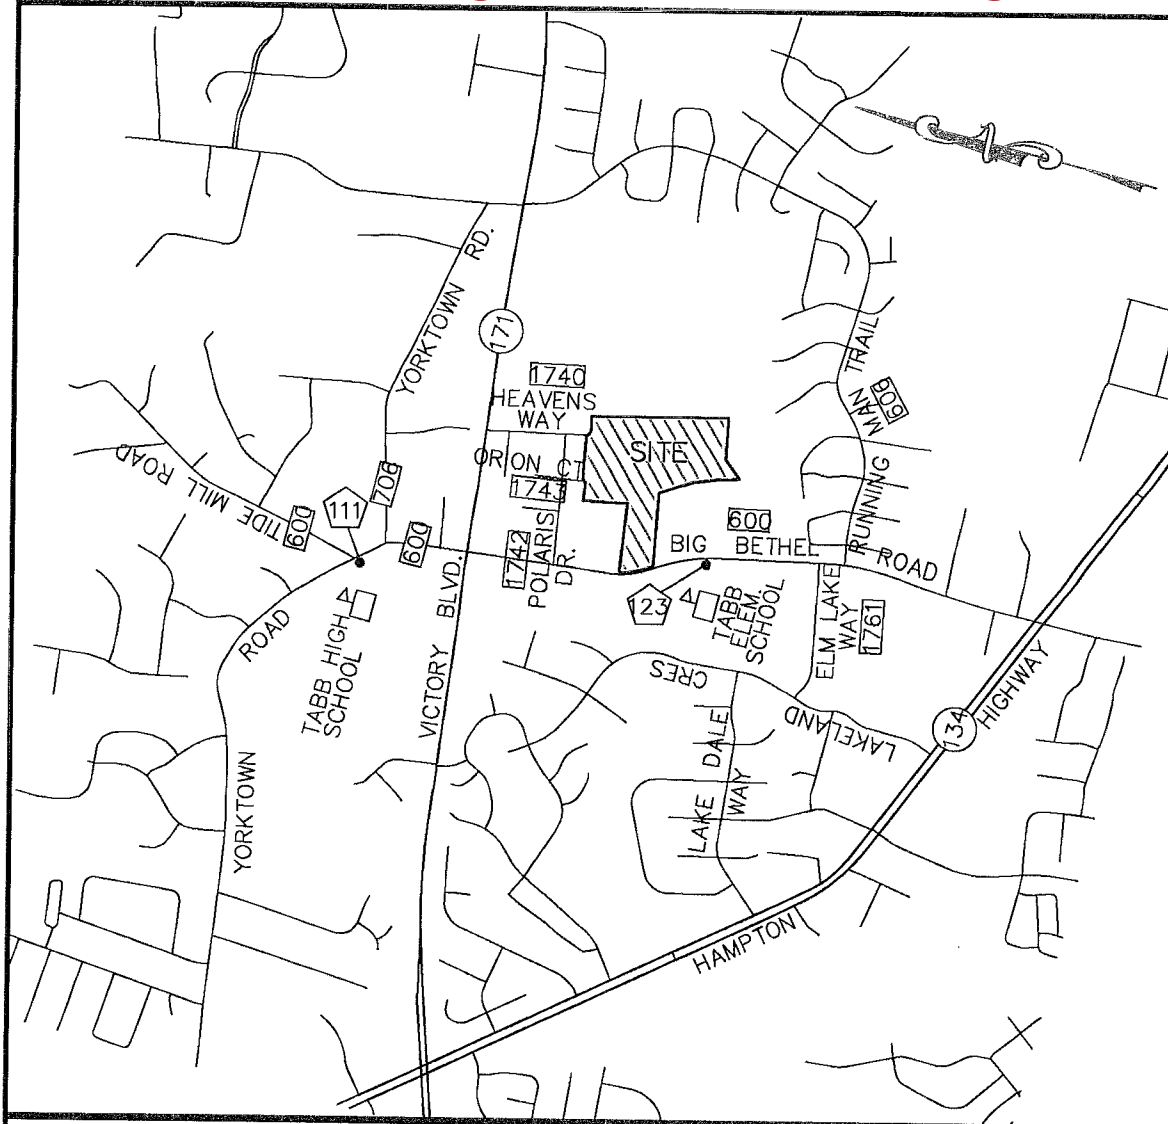 N
YORKTOWN RD.
171
1740
HEAVENS
WAY
ORION CT
1743
SITE
RUNNING MAN TRAIL
606
TIDE MILL ROAD
600
111
706
600
1742
POLARIS
DR.
600
BIG BETHEL ROAD
123
TABB
ELEM.
SCHOOL
ELM LAKE
WAY
1761
YORKTOWN ROAD
TABB HIGH
SCHOOL
VICTORY BLVD.
LAKELAND CRES
LAKE DALE
WAY
134
HAMPTON HIGHWAY